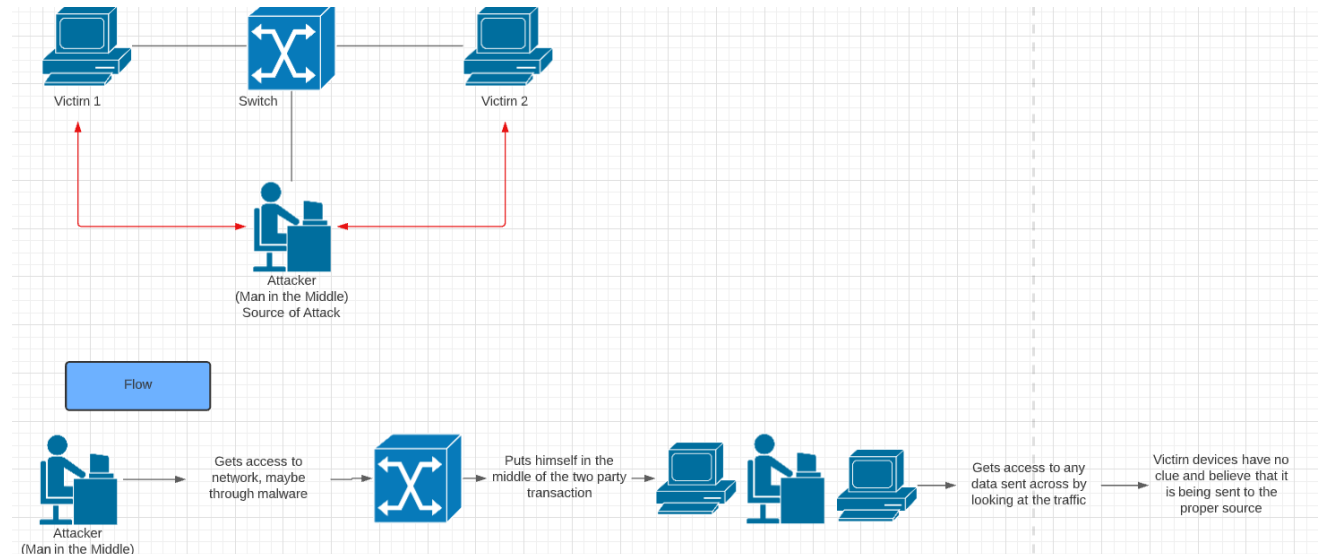 Victim 1
Switch
Victim 2
Attacker
(Man in the Middle)
Source of Attack
Flow
Attacker
(Man in the Middle)
Gets access to
network, maybe
through malware
Puts himself in the
middle of the two party
transaction
Gets access to any
data sent across by
looking at the traffic
Victim devices have no
clue and believe that it
is being sent to the
proper source